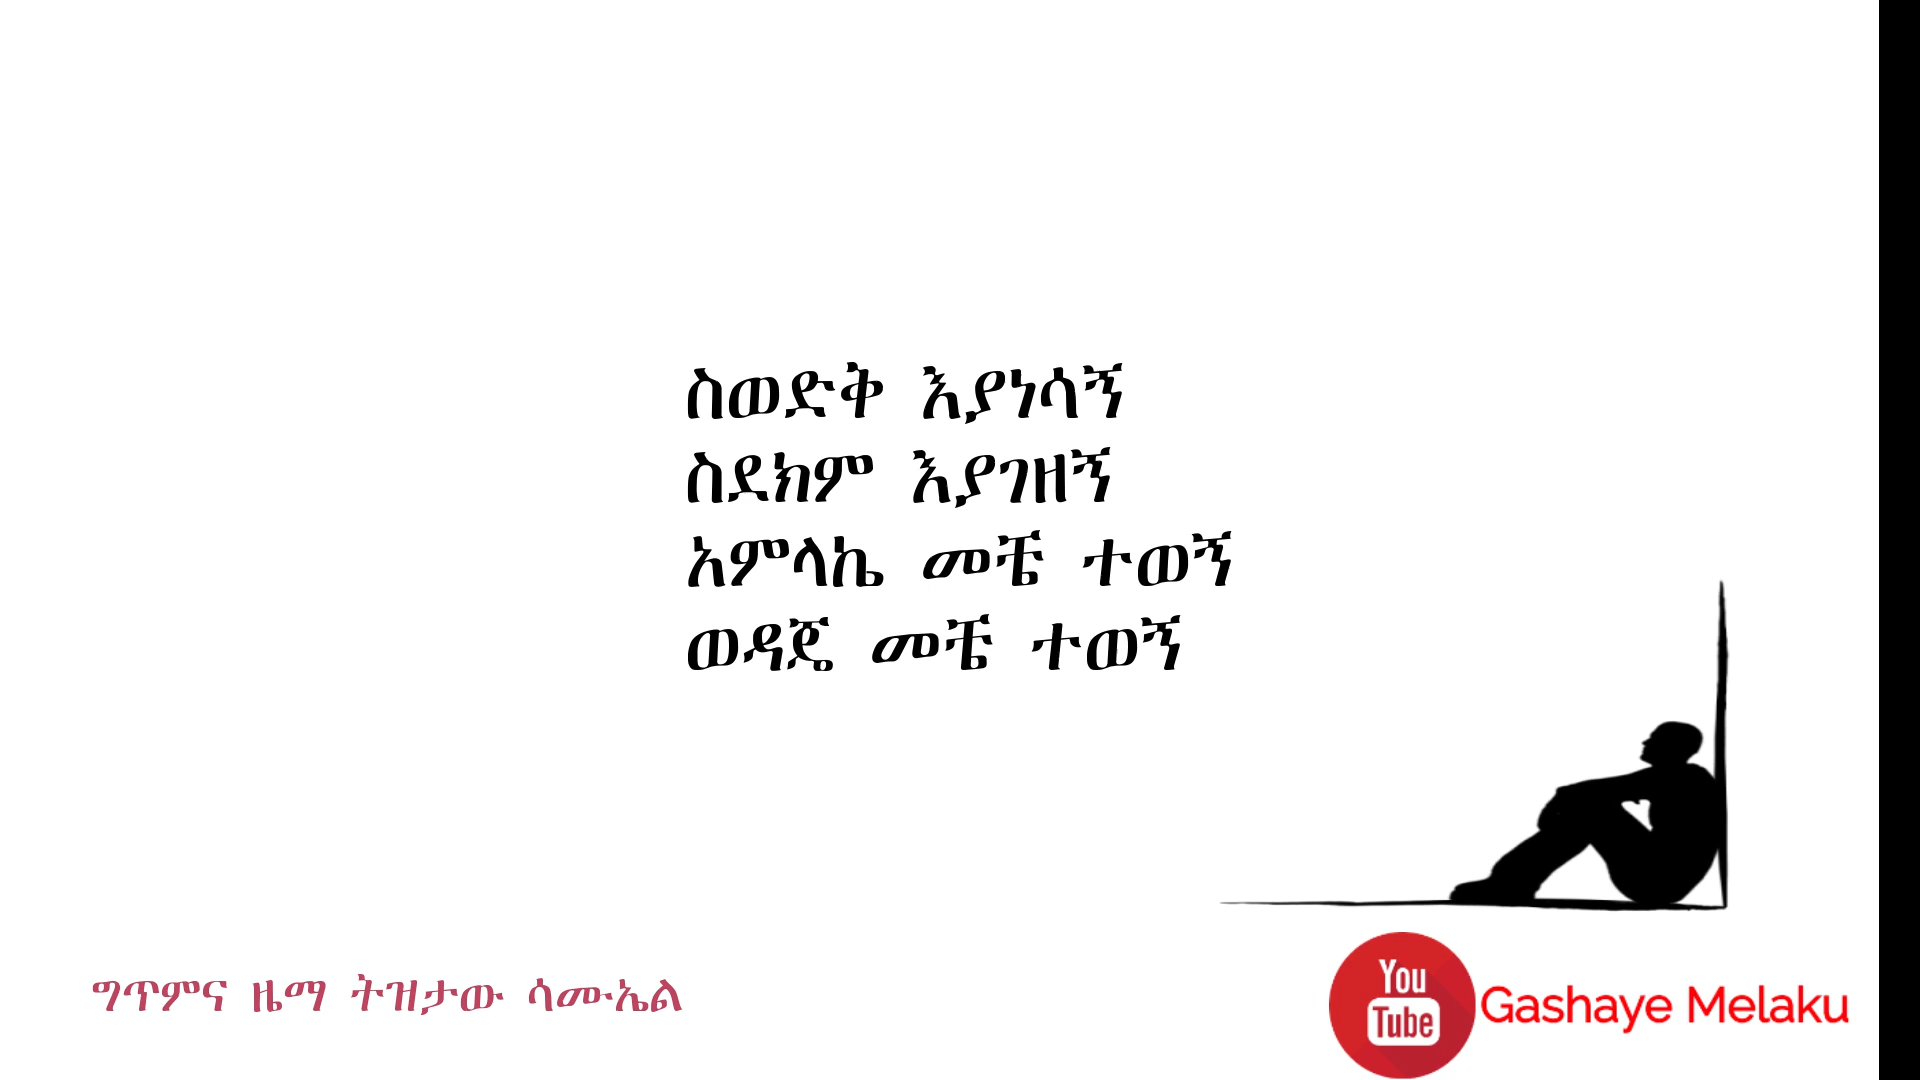 ስወድቅ እያነሳኝ
ስደክም እያገዘኝ
አምላኬ መቼ ተወኝ
ወዳጄ መቼ ተወኝ
ግጥምና ዜማ ትዝታው ሳሙኤል
You
Tube
Gashaye Melaku